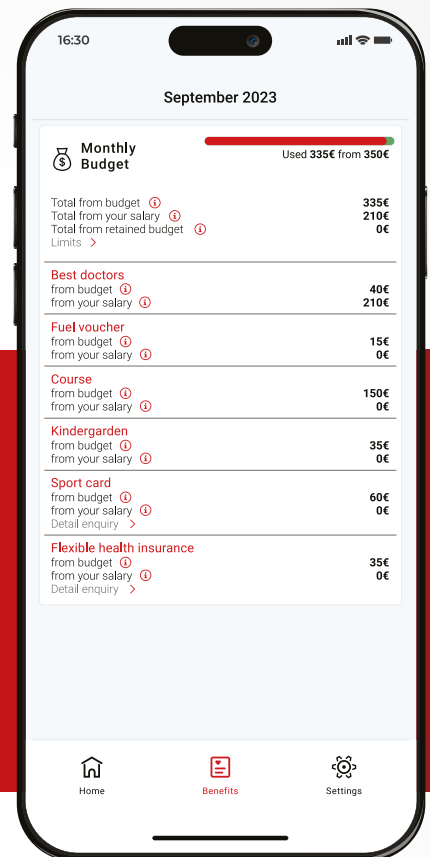 16:30
September 2023
Monthly
Budget
Used 335€ from 350€
Total from budget 335€
Total from your salary 210€
Total from retained budget 0€
Limits >
Best doctors
from budget 40€
from your salary 210€
Fuel voucher
from budget 15€
from your salary 0€
Course
from budget 150€
from your salary 0€
Kindergarden
from budget 35€
from your salary 0€
Sport card
from budget 60€
from your salary 0€
Detail enquiry >
Flexible health insurance
from budget 35€
from your salary 0€
Detail enquiry >
Home Benefits Settings